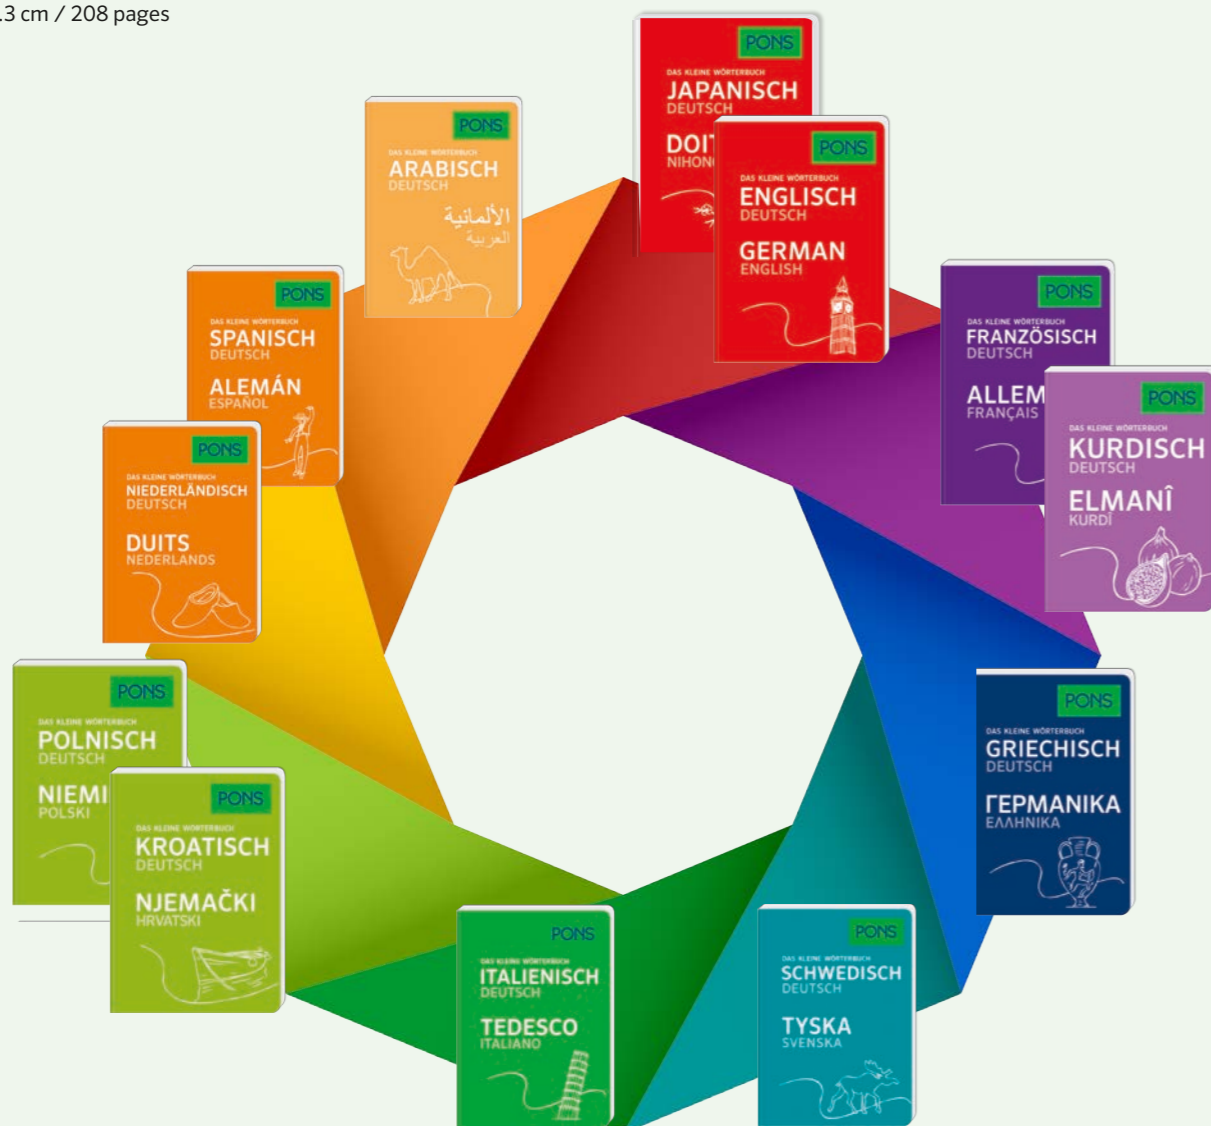 .3 cm / 208 pages
PONS
DAS KLEINE WÖRTERBUCH
JAPANISCH
DEUTSCH
PONS
DAS KLEINE WÖRTERBUCH
ENGLISCH
DEUTSCH
GERMAN
ENGLISH
PONS
DAS KLEINE WÖRTERBUCH
ARABISCH
DEUTSCH
الألمانية
العربية
PONS
DAS KLEINE WÖRTERBUCH
FRANZÖSISCH
DEUTSCH
ALLEM
FRANÇAIS
PONS
DAS KLEINE WÖRTERBUCH
SPANISCH
DEUTSCH
ALEMÁN
ESPAÑOL
PONS
DAS KLEINE WÖRTERBUCH
KURDISCH
DEUTSCH
ELMANÎ
KURDÎ
PONS
DAS KLEINE WÖRTERBUCH
NIEDERLÄNDISCH
DEUTSCH
DUITS
NEDERLANDS
PONS
DAS KLEINE WÖRTERBUCH
POLNISCH
DEUTSCH
NIEMI
POLSKI
PONS
DAS KLEINE WÖRTERBUCH
GRIECHISCH
DEUTSCH
ΓΕΡΜΑΝΙΚΑ
ΕΛΛΗΝΙΚΑ
PONS
DAS KLEINE WÖRTERBUCH
KROATISCH
DEUTSCH
NJEMAČKI
HRVATSKI
PONS
DAS KLEINE WÖRTERBUCH
ITALIENISCH
DEUTSCH
TEDESCO
ITALIANO
PONS
DAS KLEINE WÖRTERBUCH
SCHWEDISCH
DEUTSCH
TYSKA
SVENSKA